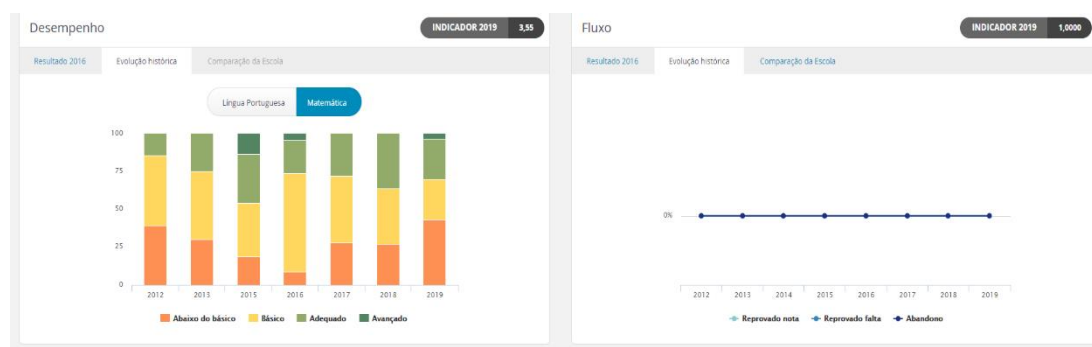 Desempenho
INDICADOR 2019 3,55
Resultado 2016 Evolução histórica Comparação da Escola
Língua Portuguesa Matemática
100
75
50
25
0
2012 2013 2015 2016 2017 2018 2019
Abaixo do básico Básico Adequado Avançado
Fluxo
INDICADOR 2019 1,0000
Resultado 2016 Evolução histórica Comparação da Escola
0%
2012 2013 2014 2015 2016 2017 2018 2019
Reprovado nota Reprovado falta Abandono